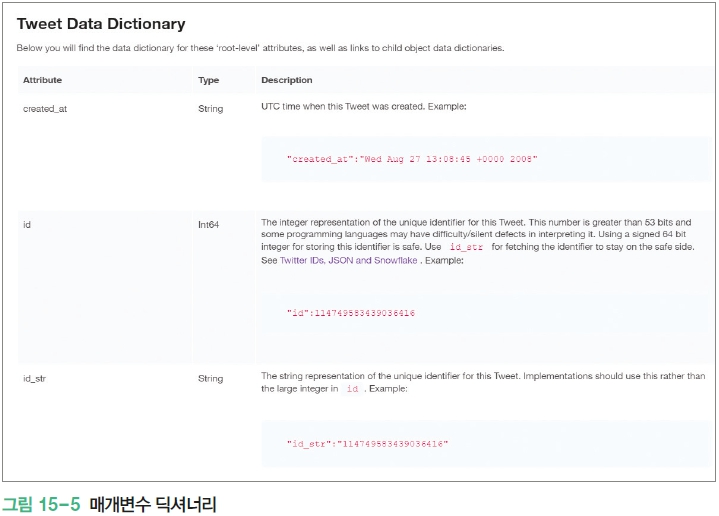 Tweet Data Dictionary
Below you will find the data dictionary for these ‘root-level’ attributes, as well as links to child object data dictionaries.
Attribute Type Description
created_at String UTC time when this Tweet was created. Example:
"created_at":"Wed Aug 27 13:08:45 +0000 2008"
id Int64 The integer representation of the unique identifier for this Tweet. This number is greater than 53 bits and
some programming languages may have difficulty/silent defects in interpreting it. Using a signed 64 bit
integer for storing this identifier is safe. Use id_str for fetching the identifier to stay on the safe side.
See Twitter IDs, JSON and Snowflake . Example:
"id":114749583439036416
id_str String The string representation of the unique identifier for this Tweet. Implementations should use this rather than
the large integer in id . Example:
"id_str":"114749583439036416"
그림 15-5 매개변수 딕셔너리